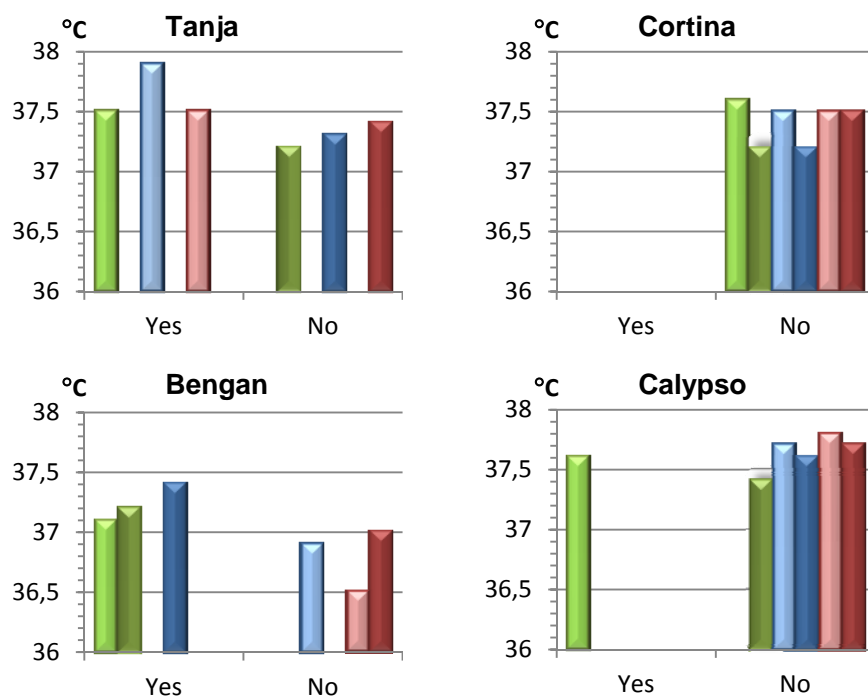 °C Tanja
38
37,5
37
36,5
36
Yes No
°C Cortina
38
37,5
37
36,5
36
Yes No
°C Bengan
38
37,5
37
36,5
36
Yes No
°C Calypso
38
37,5
37
36,5
36
Yes No